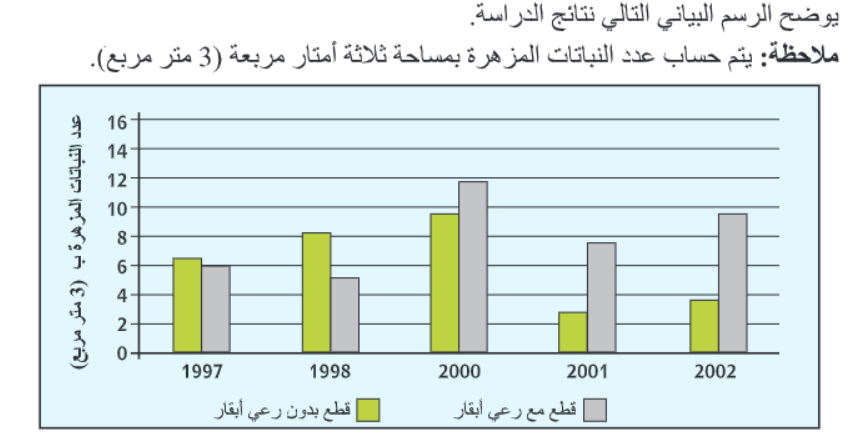 يوضح الرسم البياني التالي نتائج الدراسة.
ملاحظة: يتم حساب عدد النباتات المزهرة بمساحة ثلاثة أمتار مربعة (3 متر مربع).
عدد النباتات المزهرة ب (3 متر مربع)
16
14
12
10
8
6
4
2
0
1997 1998 2000 2001 2002
قطع مع رعي أبقار قطع بدون رعي أبقار